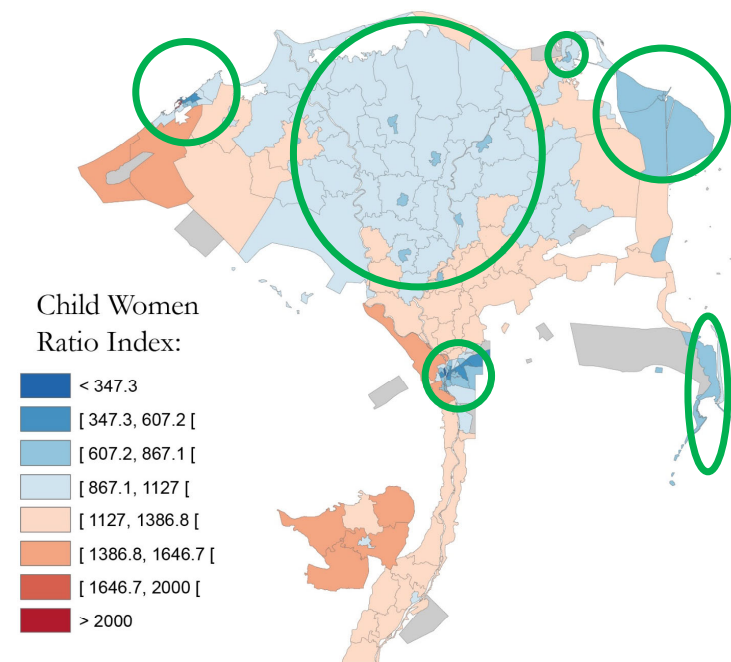 Child Women
Ratio Index:
< 347.3
[ 347.3, 607.2 [
[ 607.2, 867.1 [
[ 867.1, 1127 [
[ 1127, 1386.8 [
[ 1386.8, 1646.7 [
[ 1646.7, 2000 [
> 2000